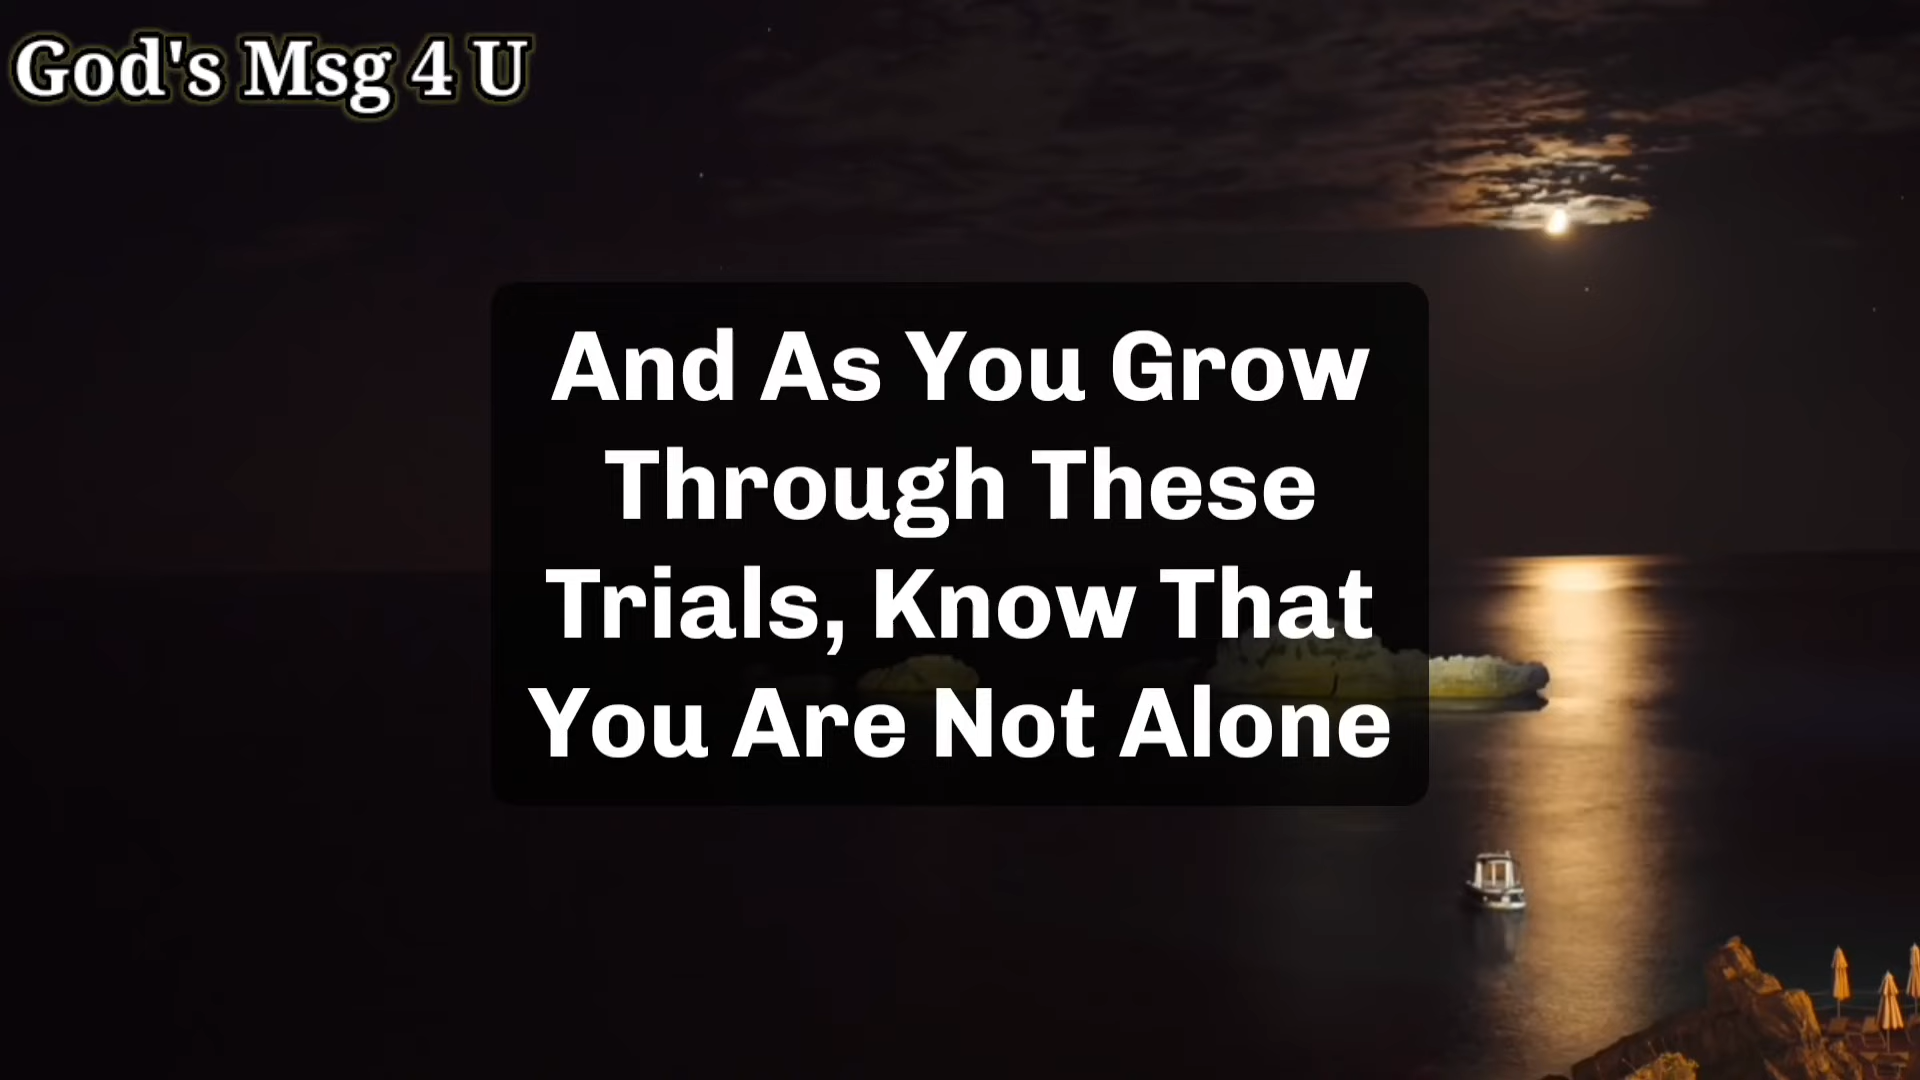 God's Msg 4 U
And As You Grow
Through These
Trials, Know That
You Are Not Alone